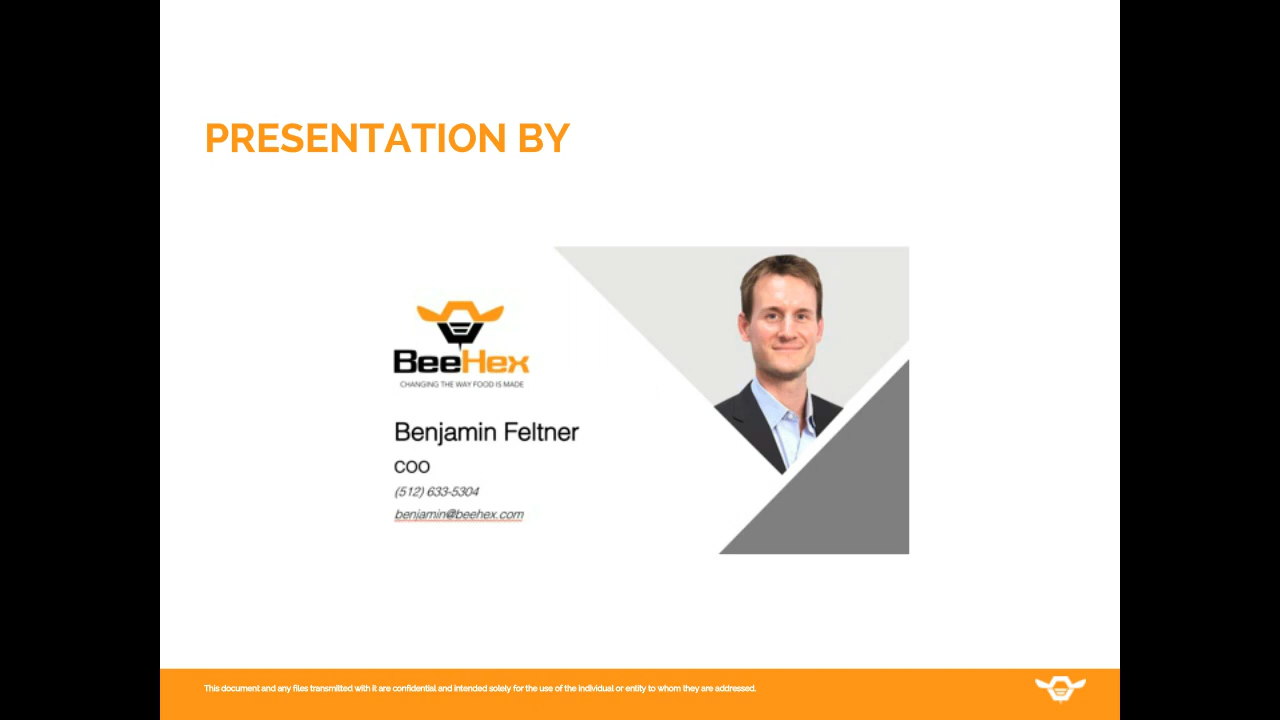 PRESENTATION BY
BeeHex
CHANGING THE WAY FOOD IS MADE
Benjamin Feltner
COO
(512) 633-5304
benjamin@beehex.com
This document and any files transmitted with it are confidential and intended solely for the use of the individual or entity to whom they are addressed.